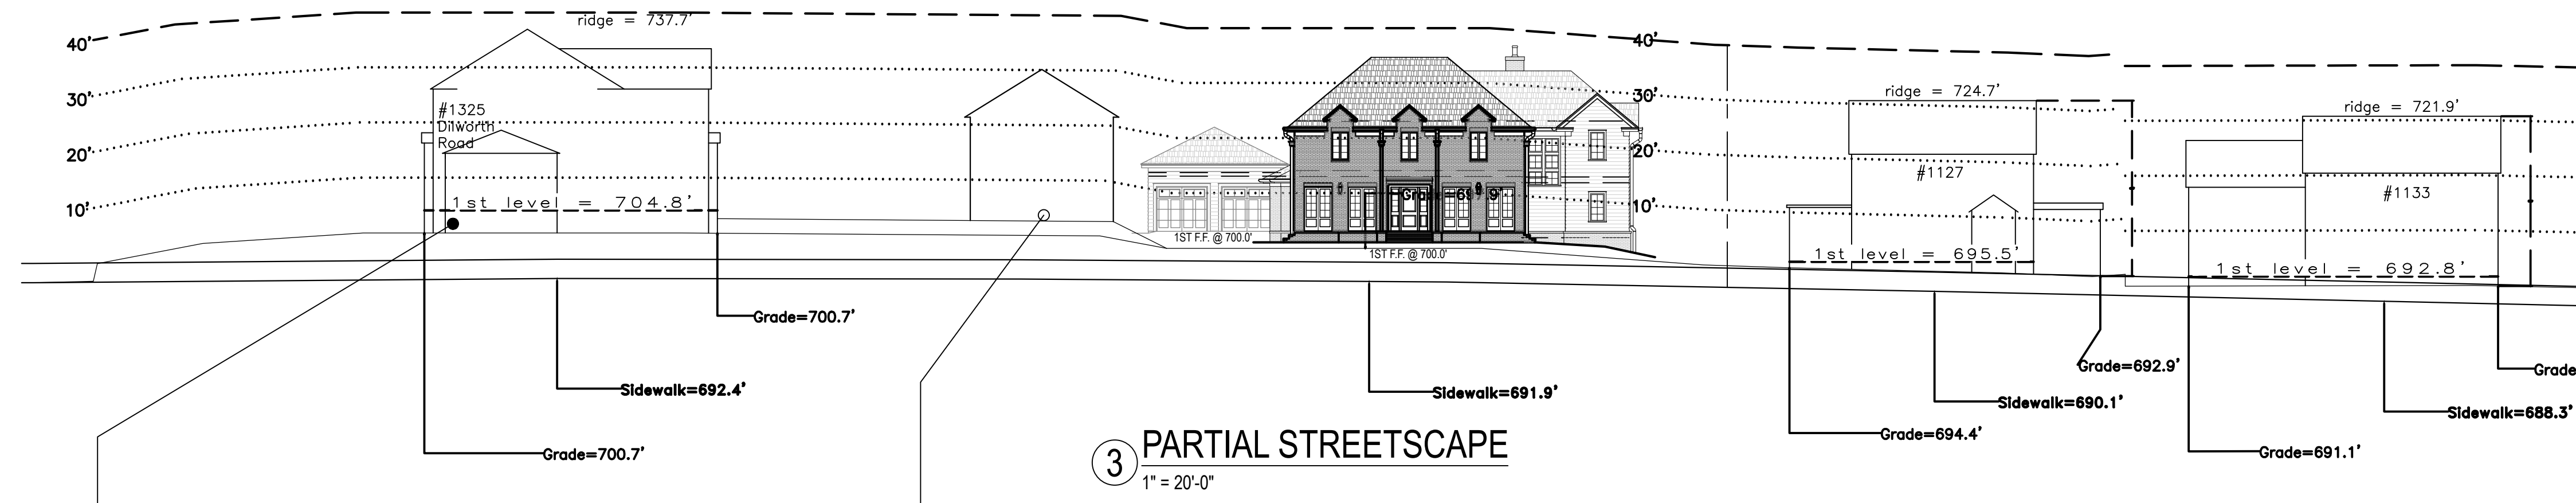 ridge = 737.7'
40'
40'
30'
30'
20'
20'
10'
10'
#1325
Dilworth
Road
1st level = 704.8'
ridge = 724.7'
ridge = 721.9'
#1127
#1133
1st level = 695.5'
1st level = 692.8'
1ST F.F. @ 700.0'
1ST F.F. @ 700.0'
Grade=700.7'
Sidewalk=692.4'
Grade=700.7'
Sidewalk=691.9'
Grade=692.9'
Sidewalk=690.1'
Grade=694.4'
Grade
Sidewalk=688.3'
Grade=691.1'
3
PARTIAL STREETSCAPE
1" = 20'-0"